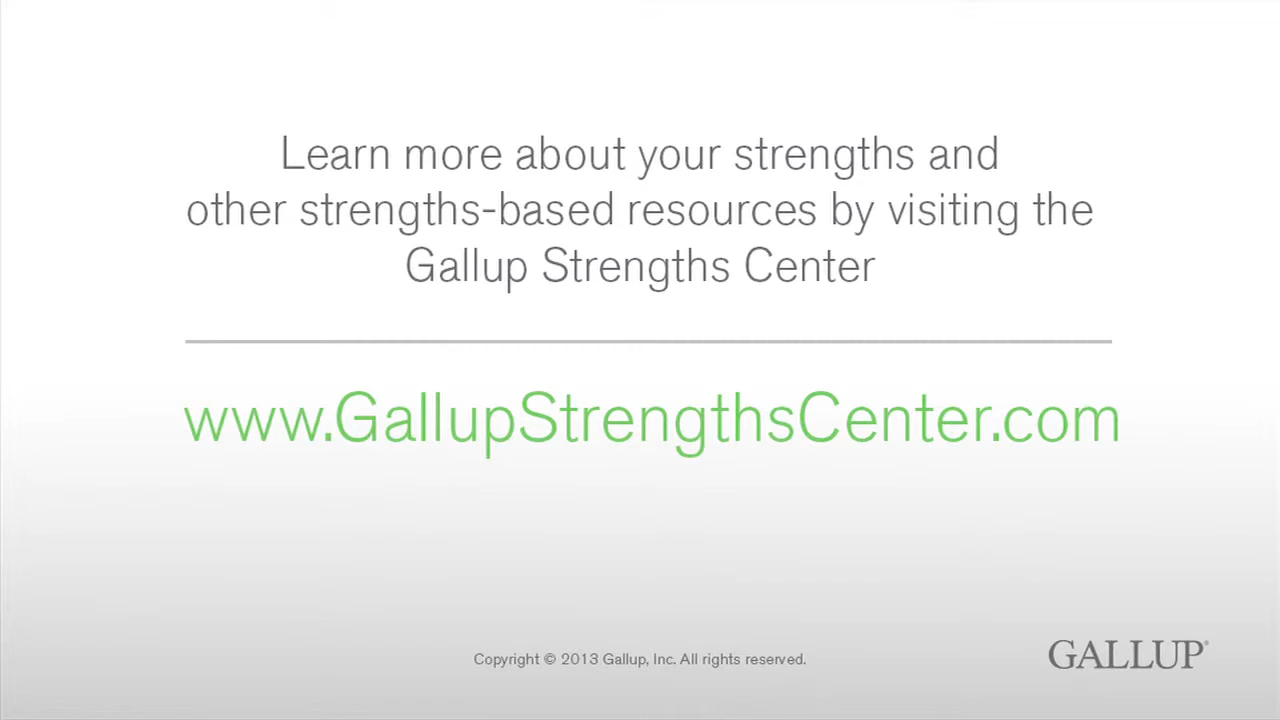 Learn more about your strengths and
other strengths-based resources by visiting the
Gallup Strengths Center
www.GallupStrengthsCenter.com
Copyright © 2013 Gallup, Inc. All rights reserved.
GALLUP®